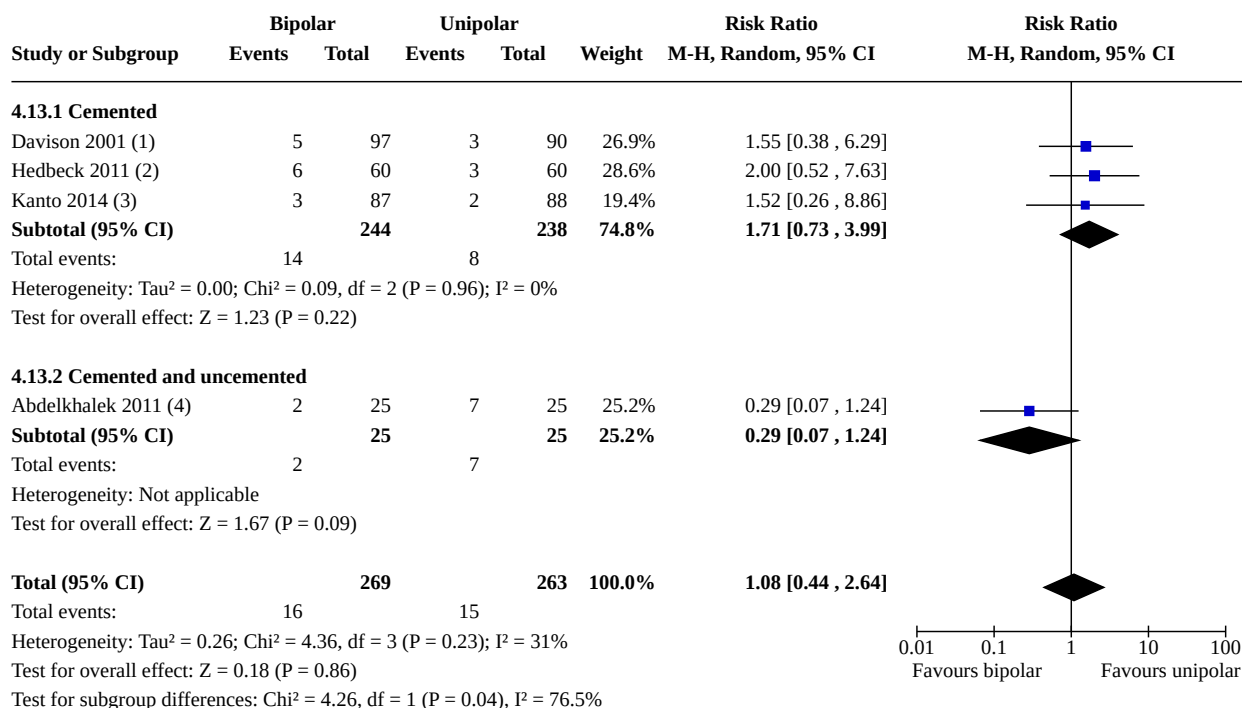 Bipolar Unipolar Risk Ratio Risk Ratio
Study or Subgroup Events Total Events Total Weight M-H, Random, 95% CI M-H, Random, 95% CI
4.13.1 Cemented
Davison 2001 (1) 5 97 3 90 26.9% 1.55 [0.38 , 6.29]
Hedbeck 2011 (2) 6 60 3 60 28.6% 2.00 [0.52 , 7.63]
Kanto 2014 (3) 3 87 2 88 19.4% 1.52 [0.26 , 8.86]
Subtotal (95% CI) 244 238 74.8% 1.71 [0.73 , 3.99]
Total events: 14 8
Heterogeneity: Tau² = 0.00; Chi² = 0.09, df = 2 (P = 0.96); I² = 0%
Test for overall effect: Z = 1.23 (P = 0.22)
4.13.2 Cemented and uncemented
Abdelkhalek 2011 (4) 2 25 7 25 25.2% 0.29 [0.07 , 1.24]
Subtotal (95% CI) 25 25 25.2% 0.29 [0.07 , 1.24]
Total events: 2 7
Heterogeneity: Not applicable
Test for overall effect: Z = 1.67 (P = 0.09)
Total (95% CI) 269 263 100.0% 1.08 [0.44 , 2.64]
Total events: 16 15
Heterogeneity: Tau² = 0.26; Chi² = 4.36, df = 3 (P = 0.23); I² = 31%
0.01 0.1 1 10 100
Test for overall effect: Z = 0.18 (P = 0.86) Favours bipolar Favours unipolar
Test for subgroup differences: Chi² = 4.26, df = 1 (P = 0.04), I² = 76.5%